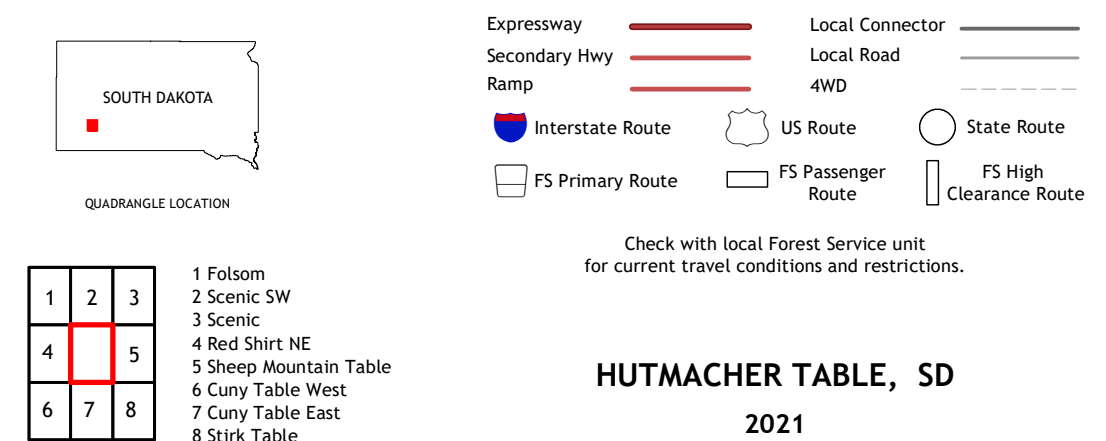 SOUTH DAKOTA
QUADRANGLE LOCATION
Expressway
Secondary Hwy
Ramp
Local Connector
Local Road
4WD
Interstate Route
US Route
State Route
FS Primary Route
FS Passenger
Route
FS High
Clearance Route
Check with local Forest Service unit
for current travel conditions and restrictions.
1 2 3
4 5
6 7 8
1 Folsom
2 Scenic SW
3 Scenic
4 Red Shirt NE
5 Sheep Mountain Table
6 Cuny Table West
7 Cuny Table East
8 Stirk Table
HUTMACHER TABLE, SD
2021